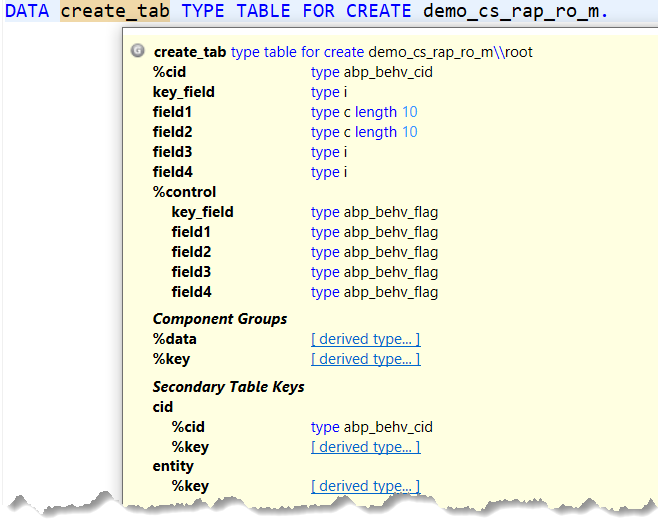 DATA create_tab TYPE TABLE FOR CREATE demo_cs_rap_ro_m.
G create_tab type table for create demo_cs_rap_ro_m\\root
%cid type abp_behv_cid
key_field type i
field1 type c length 10
field2 type c length 10
field3 type i
field4 type i
%control
key_field type abp_behv_flag
field1 type abp_behv_flag
field2 type abp_behv_flag
field3 type abp_behv_flag
field4 type abp_behv_flag
Component Groups
%data [ derived type... ]
%key [ derived type... ]
Secondary Table Keys
cid
%cid type abp_behv_cid
%key [ derived type... ]
entity
%key [ derived type... ]